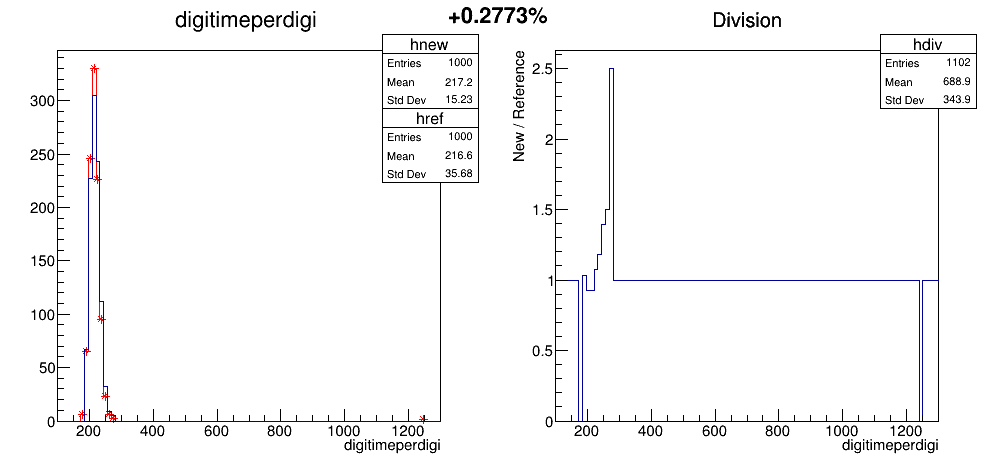 digitimeperdigi
+0.2773%
Division
hnew
Entries 1000
Mean 217.2
Std Dev 15.23
href
Entries 1000
Mean 216.6
Std Dev 35.68
300
250
200
150
100
50
0
200 400 600 800 1000 1200
digitimeperdigi
hdiv
Entries 1102
Mean 688.9
Std Dev 343.9
New / Reference
2.5
2
1.5
1
0.5
0
200 400 600 800 1000 1200
digitimeperdigi